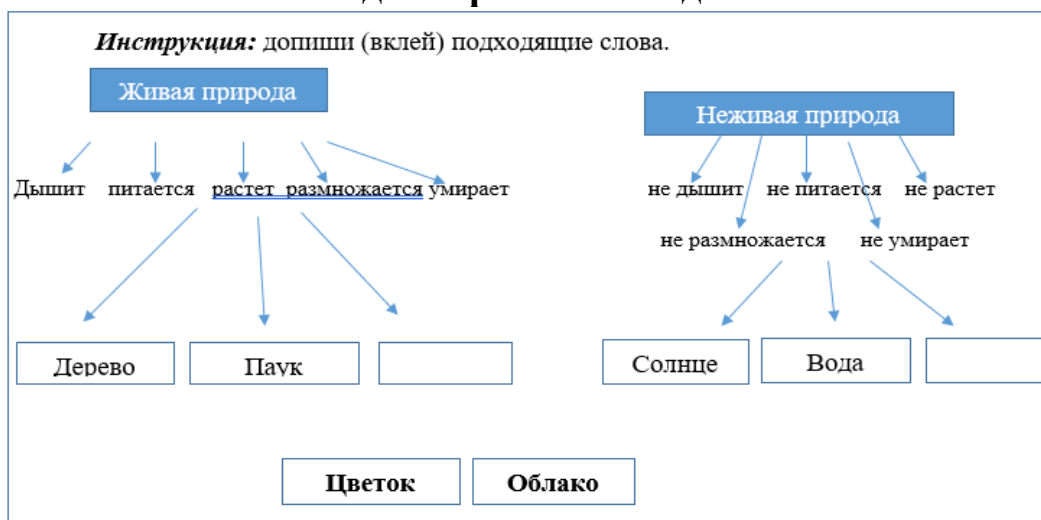 Инструкция: допиши (вклей) подходящие слова.
Живая природа
Дышит питается растет размножается умирает
Дерево Паук
Неживая природа
не дышит не питается не растет
не размножается не умирает
Солнце Вода
Цветок Облако